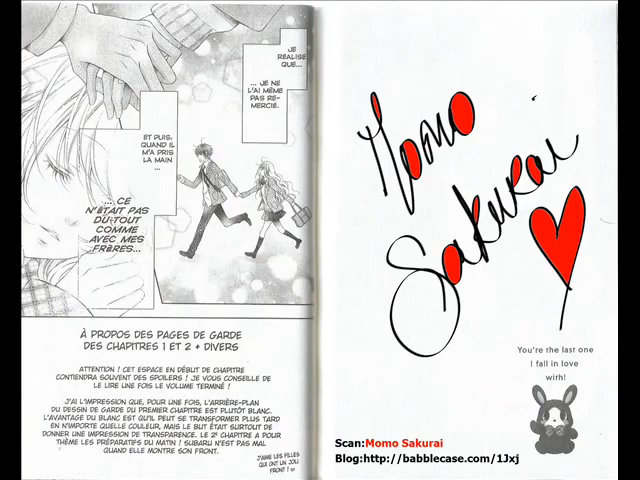 JE
RÉALISE
QUE...
... JE NE
L'AI MÊME
PAS RE-
MERCIÉ.
ET PUIS,
QUAND IL
M'A PRIS
LA MAIN
...
... CE
N'ÉTAIT PAS
DU TOUT
COMME
AVEC MES
FRÈRES...
À PROPOS DES PAGES DE GARDE
DES CHAPITRES 1 ET 2 + DIVERS
ATTENTION ! CET ESPACE EN DÉBUT DE CHAPITRE
CONTIENDRA SOUVENT DES SPOILERS ! JE VOUS CONSEILLE DE
LE LIRE UNE FOIS LE VOLUME TERMINÉ !
J'AI L'IMPRESSION QUE, POUR UNE FOIS, L'ARRIÈRE-PLAN
DU DESSIN DE GARDE DU PREMIER CHAPITRE EST PLUTÔT BLANC.
L'AVANTAGE DU BLANC EST QU'IL PEUT SE TRANSFORMER PLUS TARD
EN N'IMPORTE QUELLE COULEUR, MAIS LE BUT ÉTAIT SURTOUT DE
DONNER UNE IMPRESSION DE TRANSPARENCE. LE 2E CHAPITRE A POUR
THÈME LES PRÉPARATIFS DU MATIN ! SUBARU N'EST PAS MAL
QUAND ELLE MONTRE SON FRONT.
J'AIME LES FILLES
QUI ONT UN JOLI
FRONT !
Momo
Sakurai
You're the last one
I fall in love
with!
Scan:Momo Sakurai
Blog:http://babblecase.com/1Jxj